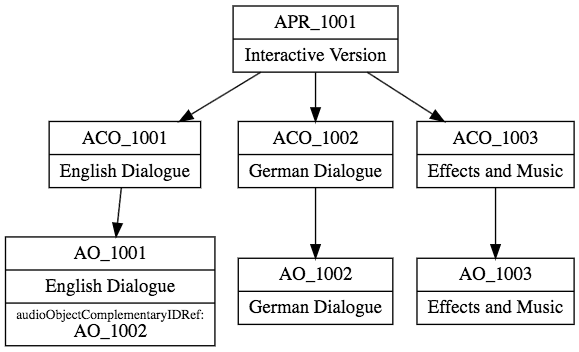 APR_1001
Interactive Version
ACO_1001
English Dialogue
ACO_1002
German Dialogue
ACO_1003
Effects and Music
AO_1001
English Dialogue
audioObjectComplementaryIDRef:
AO_1002
AO_1002
German Dialogue
AO_1003
Effects and Music